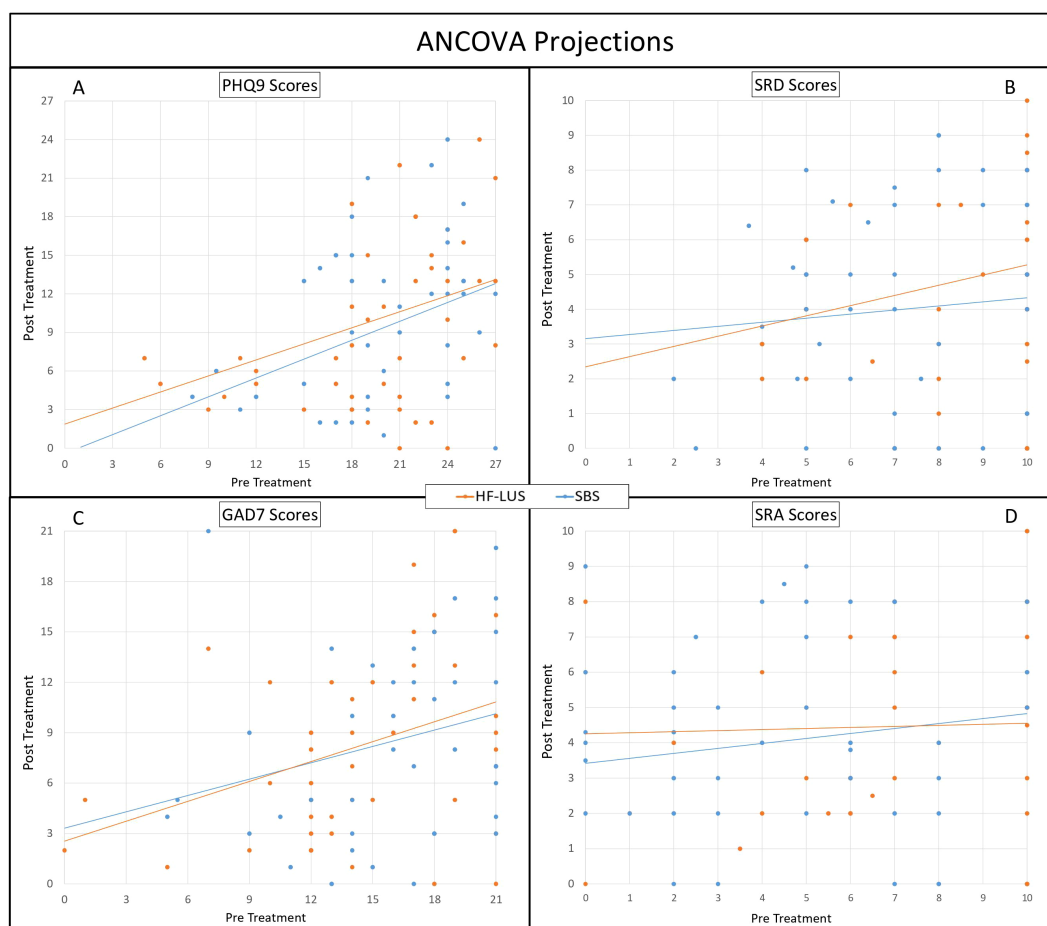 ANCOVA Projections
A
PHQ9 Scores
27
24
21
18
15
12
9
6
3
0
Post Treatment
0 3 6 9 12 15 18 21 24 27
Pre Treatment
SRD Scores
B
10
9
8
7
6
5
4
3
2
1
0
Post Treatment
0 1 2 3 4 5 6 7 8 9 10
Pre Treatment
HF-LUS SBS
C
GAD7 Scores
21
18
15
12
9
6
3
0
Post Treatment
0 3 6 9 12 15 18 21
Pre Treatment
SRA Scores
D
10
9
8
7
6
5
4
3
2
1
0
Post Treatment
0 1 2 3 4 5 6 7 8 9 10
Pre Treatment